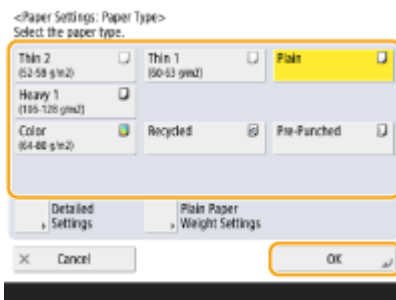 <Paper Settings: Paper Type>
Select the paper type.
Thin 2
(52-59 g/m2)
Thin 1
(60-63 g/m2)
Plain
Heavy 1
(106-128 g/m2)
Color
(64-80 g/m2)
Recycled
Pre-Punched
Detailed
Settings
Plain Paper
Weight Settings
Cancel
OK